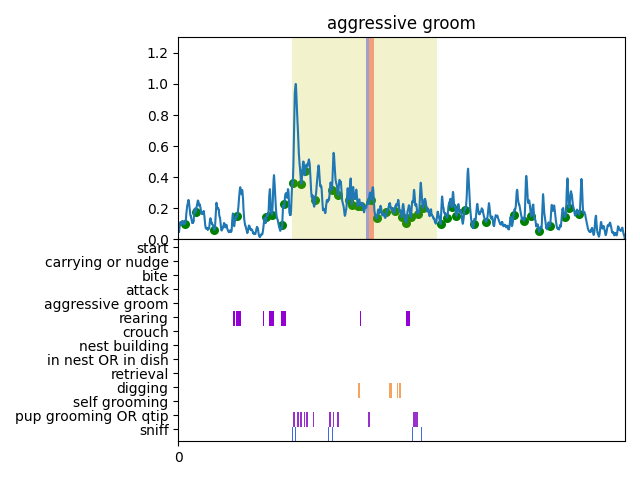 aggressive groom
1.2
1.0
0.8
0.6
0.4
0.2
0.0
start
carrying or nudge
bite
attack
aggressive groom
rearing
crouch
nest building
in nest OR in dish
retrieval
digging
self grooming
pup grooming OR qtip
sniff
0